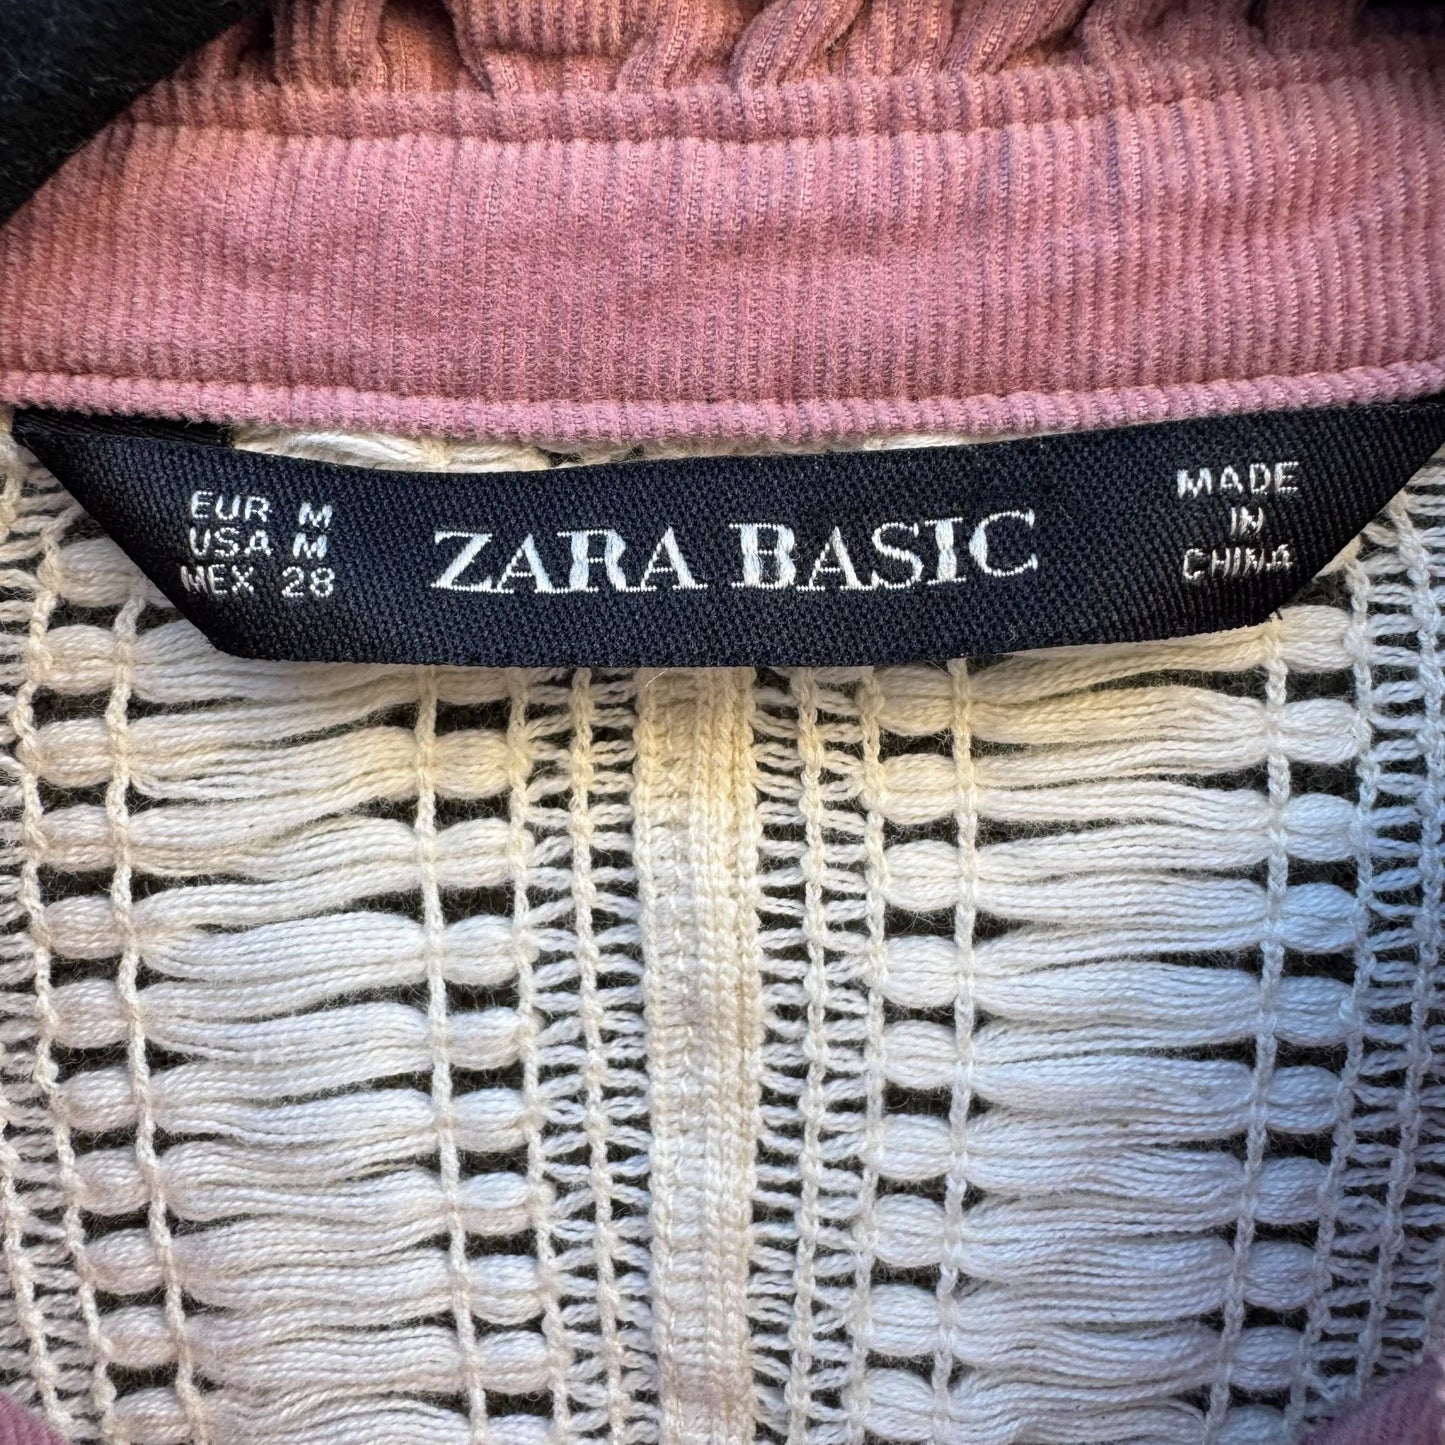 EUR M
USA M
MEX 28
ZARA BASIC
MADE
IN
CHINA